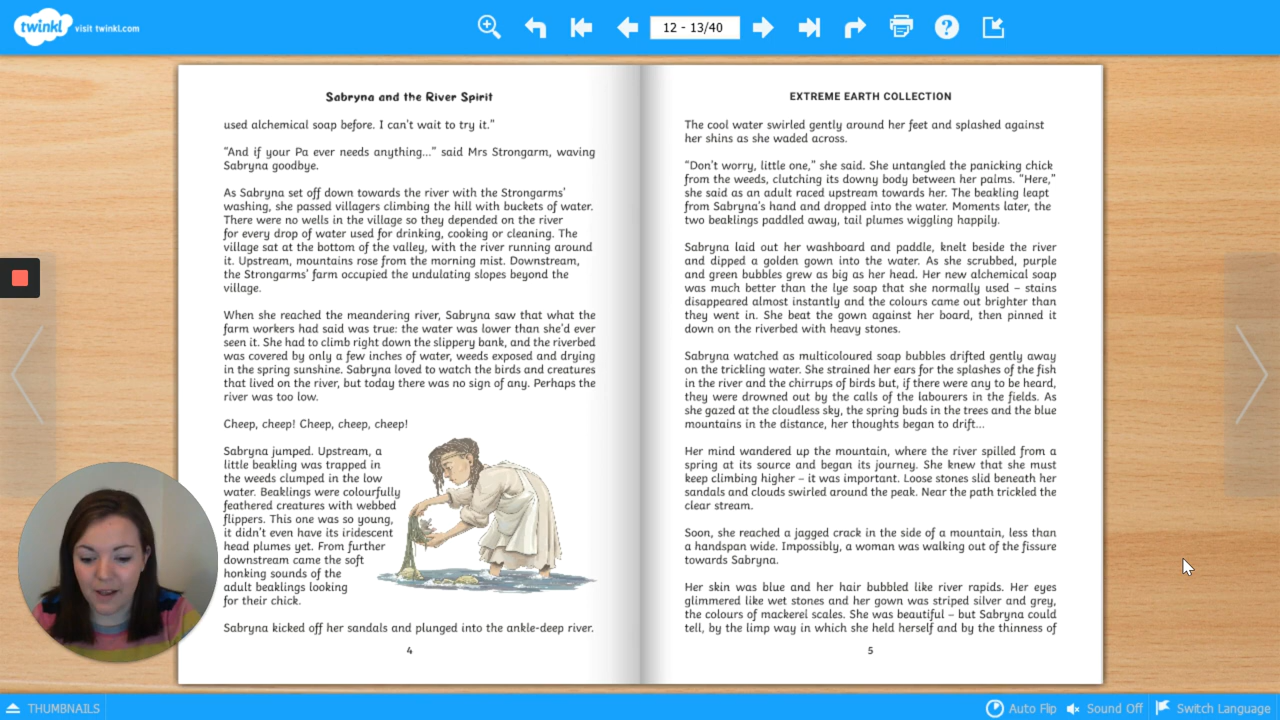 twinkl visit twinkl.com
12 - 13/40
Sabryna and the River Spirit
used alchemical soap before. I can't wait to try it."
"And if your Pa ever needs anything..." said Mrs Strongarm, waving
Sabryna goodbye.
As Sabryna set off down towards the river with the Strongarms'
washing, she passed villagers climbing the hill with buckets of water.
There were no wells in the village so they depended on the river
for every drop of water used for drinking, cooking or cleaning. The
village sat at the bottom of the valley, with the river running around
it. Upstream, mountains rose from the morning mist. Downstream,
the Strongarms' farm occupied the undulating slopes beyond the
village.
When she reached the meandering river, Sabryna saw that what the
farm workers had said was true: the water was lower than she'd ever
seen it. She had to climb right down the slippery bank, and the riverbed
was covered by only a few inches of water, weeds exposed and drying
in the spring sunshine. Sabryna loved to watch the birds and creatures
that lived on the river, but today there was no sign of any. Perhaps the
river was too low.
Cheep, cheep! Cheep, cheep, cheep!
Sabryna jumped. Upstream, a
little beakling was trapped in
the weeds clumped in the low
water. Beaklings were colourfully
feathered creatures with webbed
flippers. This one was so young,
it didn't even have its iridescent
head plumes yet. From further
downstream came the soft
honking sounds of the
adult beaklings looking
for their chick.
Sabryna kicked off her sandals and plunged into the ankle-deep river.
4
EXTREME EARTH COLLECTION
The cool water swirled gently around her feet and splashed against
her shins as she waded across.
"Don't worry, little one," she said. She untangled the panicking chick
from the weeds, clutching its downy body between her palms. "Here,"
she said as an adult raced upstream towards her. The beakling leapt
from Sabryna's hand and dropped into the water. Moments later, the
two beaklings paddled away, tail plumes wiggling happily.
Sabryna laid out her washboard and paddle, knelt beside the river
and dipped a golden gown into the water. As she scrubbed, purple
and green bubbles grew as big as her head. Her new alchemical soap
was much better than the lye soap that she normally used – stains
disappeared almost instantly and the colours came out brighter than
they went in. She beat the gown against her board, then pinned it
down on the riverbed with heavy stones.
Sabryna watched as multicoloured soap bubbles drifted gently away
on the trickling water. She strained her ears for the splashes of the fish
in the river and the chirrups of birds but, if there were any to be heard,
they were drowned out by the calls of the labourers in the fields. As
she gazed at the cloudless sky, the spring buds in the trees and the blue
mountains in the distance, her thoughts began to drift...
Her mind wandered up the mountain, where the river spilled from a
spring at its source and began its journey. She knew that she must
keep climbing higher – it was important. Loose stones slid beneath her
sandals and clouds swirled around the peak. Near the path trickled the
clear stream.
Soon, she reached a jagged crack in the side of a mountain, less than
a handspan wide. Impossibly, a woman was walking out of the fissure
towards Sabryna.
Her skin was blue and her hair bubbled like river rapids. Her eyes
glimmered like wet stones and her gown was striped silver and grey,
the colours of mackerel scales. She was beautiful – but Sabryna could
tell, by the limp way in which she held herself and by the thinness of
5
THUMBNAILS
Auto Flip
Sound Off
Switch Language